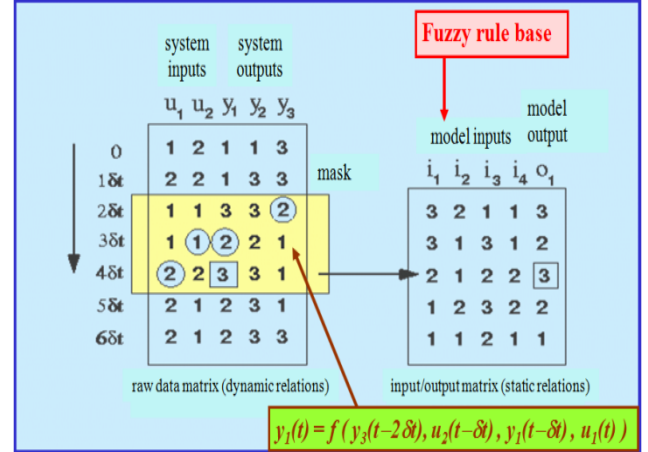 Fuzzy rule base
system inputs
system outputs
model output
model inputs
u1 u2 y1 y2 y3
mask
i1 i2 i3 i4 o1
0 1 2 1 1 3
1δt 2 2 1 3 3
2δt 1 1 3 3 2
3δt 1 1 2 2 1
4δt 2 2 3 3 1
5δt 2 1 2 3 1
6δt 2 1 2 3 3
3 2 1 1 3
3 1 3 1 2
2 1 2 2 3
1 2 3 2 2
1 1 2 1 1
raw data matrix (dynamic relations)
input/output matrix (static relations)
y1(t) = f ( y3(t−2δt), u2(t−δt) , y1(t−δt) , u1(t) )